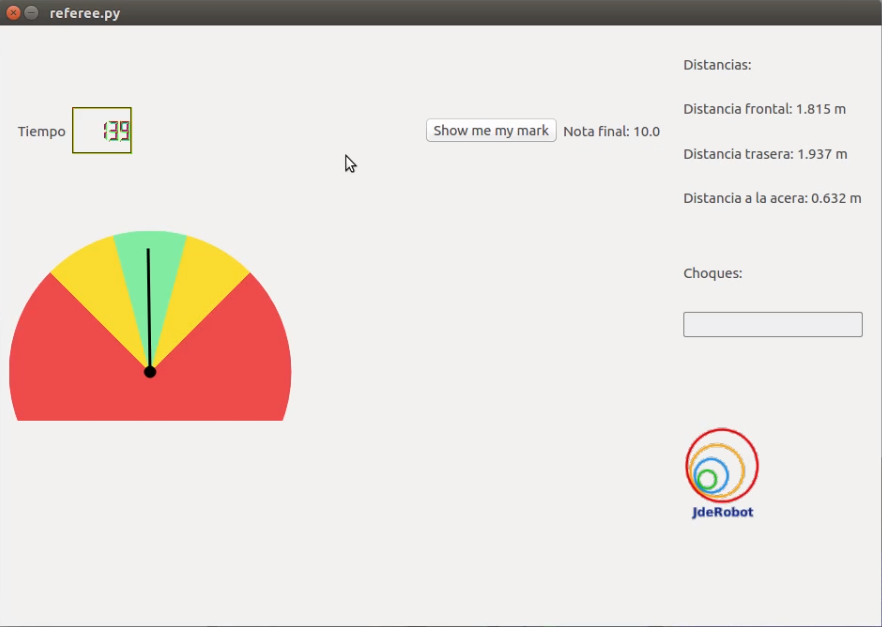 referee.py
Distancias:
Distancia frontal: 1.815 m
Tiempo 139
Show me my mark Nota final: 10.0
Distancia trasera: 1.937 m
Distancia a la acera: 0.632 m
Choques:
JdeRobot